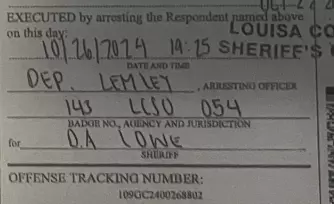 EXECUTED by arresting the Respondent named above
on this day: LOUISA CO
10/26/2024 19:25 SHERIFF'S
DATE AND TIME
DEP. LEMLEY , ARRESTING OFFICER
143 LCSO 054
BADGE NO., AGENCY AND JURISDICTION
for D.A LOWE
SHERIFF
OFFENSE TRACKING NUMBER:
109GC2400268802